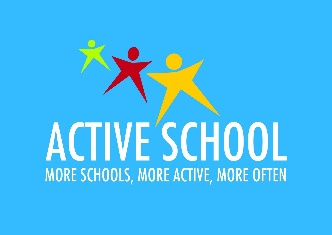 ACTIVE SCHOOL
MORE SCHOOLS, MORE ACTIVE, MORE OFTEN